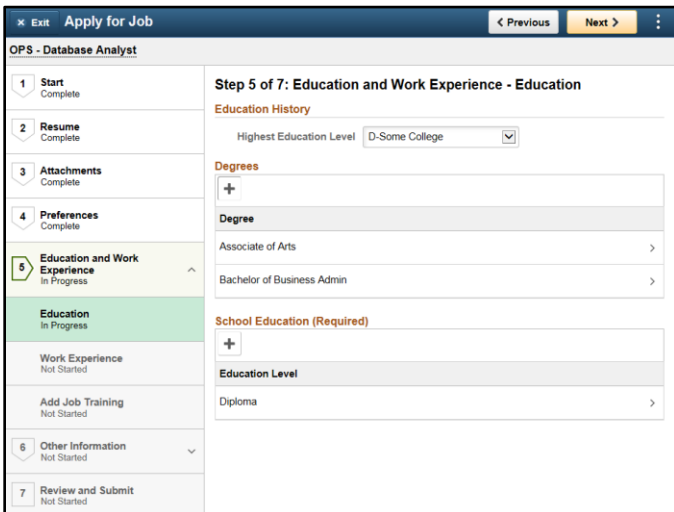 × Exit Apply for Job
Previous
Next
OPS - Database Analyst
1 Start
Complete
2 Resume
Complete
3 Attachments
Complete
4 Preferences
Complete
5 Education and Work
Experience
In Progress
Education
In Progress
Work Experience
Not Started
Add Job Training
Not Started
6 Other Information
Not Started
7 Review and Submit
Not Started
Step 5 of 7: Education and Work Experience - Education
Education History
Highest Education Level D-Some College
Degrees
+
Degree
Associate of Arts
Bachelor of Business Admin
School Education (Required)
+
Education Level
Diploma